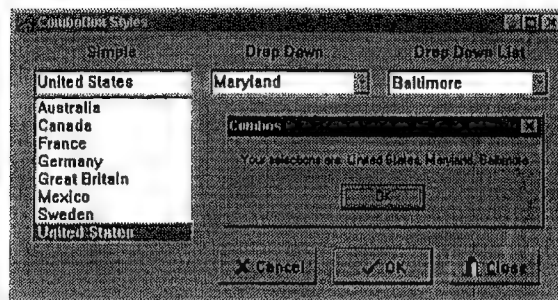 ComboBox Styles
Simple
Drop Down
Drop Down List
United States
Maryland
Baltimore
Australia
Canada
France
Germany
Great Britain
Mexico
Sweden
United States
Combos
Your selections are: United States, Maryland, Baltimore
OK
Cancel
OK
Close